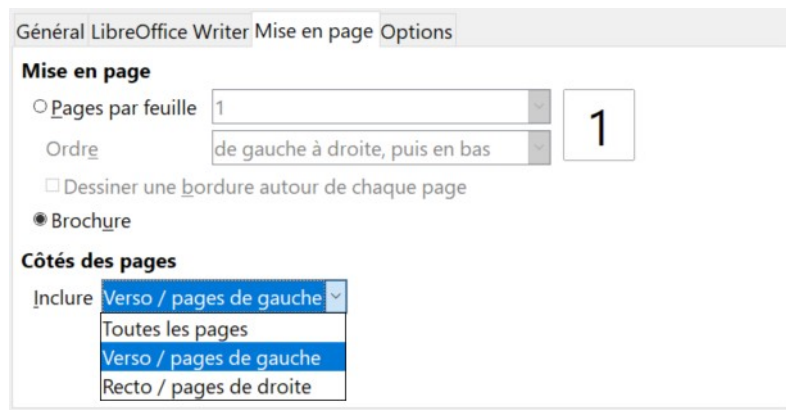 Général LibreOffice Writer Mise en page Options
Mise en page
Pages par feuille 1
1
Ordre de gauche à droite, puis en bas
Dessiner une bordure autour de chaque page
Brochure
Côtés des pages
Inclure Verso / pages de gauche
Toutes les pages
Verso / pages de gauche
Recto / pages de droite